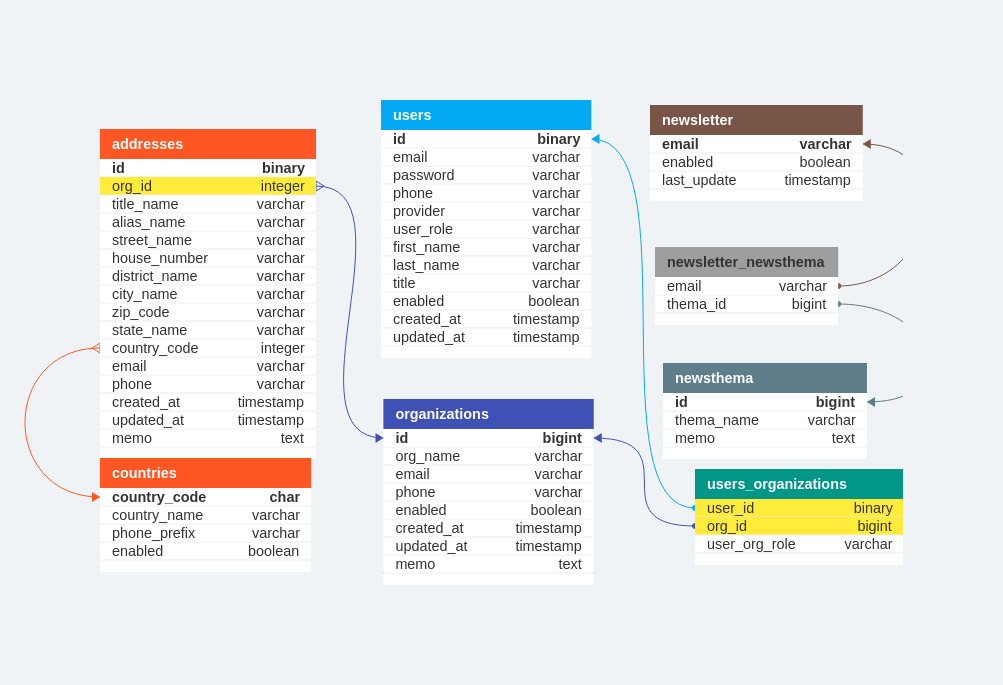 addresses
id binary
org_id integer
title_name varchar
alias_name varchar
street_name varchar
house_number varchar
district_name varchar
city_name varchar
zip_code varchar
state_name varchar
country_code integer
email varchar
phone varchar
created_at timestamp
updated_at timestamp
memo text
countries
country_code char
country_name varchar
phone_prefix varchar
enabled boolean
users
id binary
email varchar
password varchar
phone varchar
provider varchar
user_role varchar
first_name varchar
last_name varchar
title varchar
enabled boolean
created_at timestamp
updated_at timestamp
organizations
id bigint
org_name varchar
email varchar
phone varchar
enabled boolean
created_at timestamp
updated_at timestamp
memo text
newsletter
email varchar
enabled boolean
last_update timestamp
newsletter_newsthema
email varchar
thema_id bigint
newsthema
id bigint
thema_name varchar
memo text
users_organizations
user_id binary
org_id bigint
user_org_role varchar